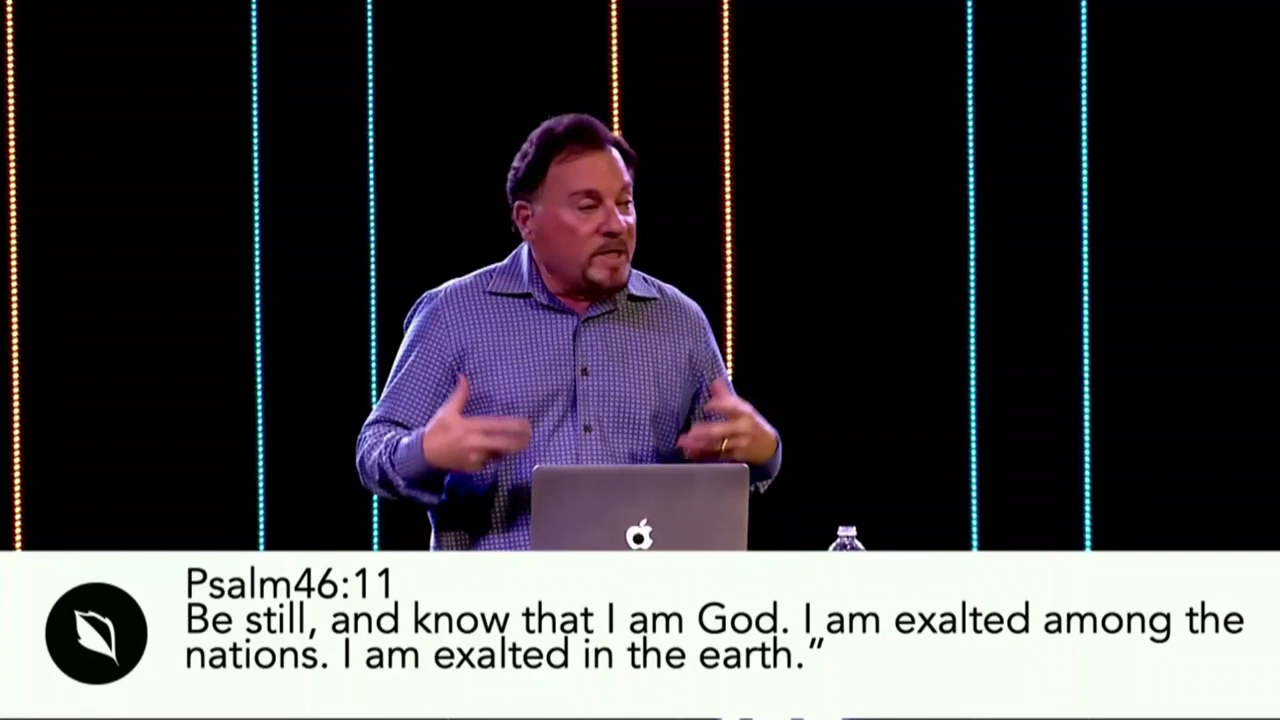 Psalm46:11
Be still, and know that I am God. I am exalted among the
nations. I am exalted in the earth.”